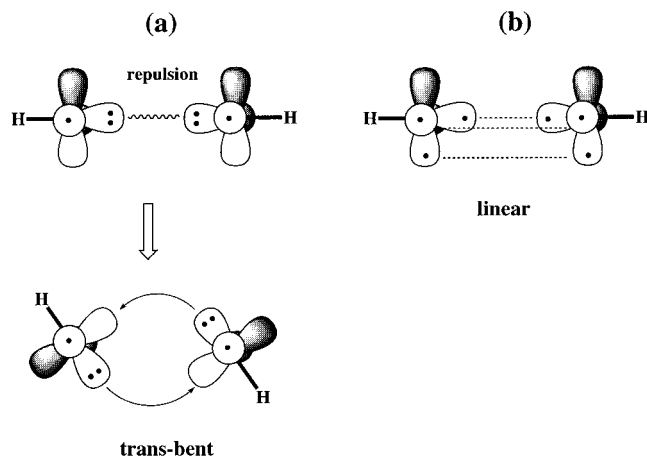 (a) (b)
repulsion
H H H H
linear
H
H
trans-bent